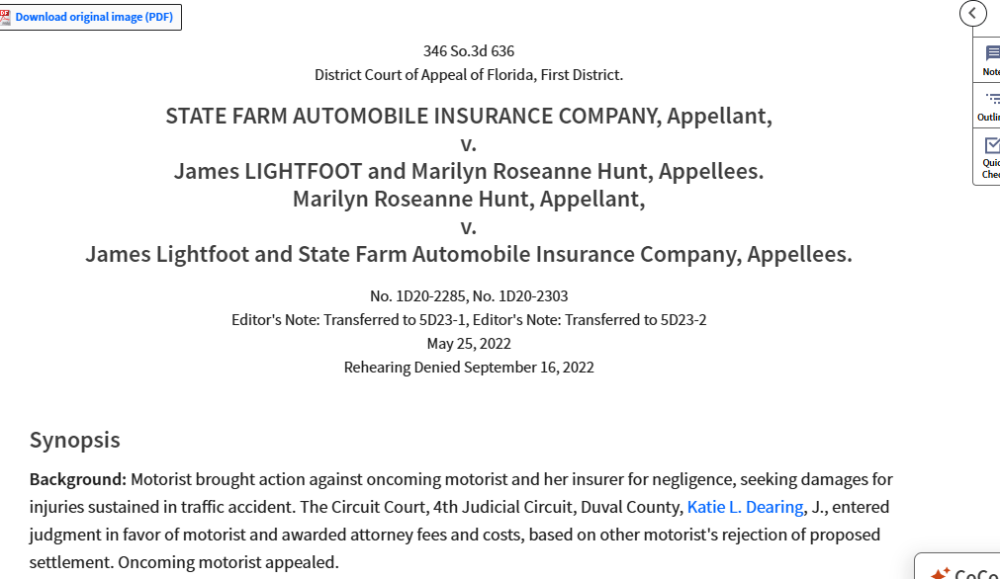 Download original image (PDF)
346 So.3d 636
District Court of Appeal of Florida, First District.
STATE FARM AUTOMOBILE INSURANCE COMPANY, Appellant,
v.
James LIGHTFOOT and Marilyn Roseanne Hunt, Appellees.
Marilyn Roseanne Hunt, Appellant,
v.
James Lightfoot and State Farm Automobile Insurance Company, Appellees.
No. 1D20-2285, No. 1D20-2303
Editor's Note: Transferred to 5D23-1, Editor's Note: Transferred to 5D23-2
May 25, 2022
Rehearing Denied September 16, 2022
Synopsis
Background: Motorist brought action against oncoming motorist and her insurer for negligence, seeking damages for
injuries sustained in traffic accident. The Circuit Court, 4th Judicial Circuit, Duval County, Katie L. Dearing, J., entered
judgment in favor of motorist and awarded attorney fees and costs, based on other motorist's rejection of proposed
settlement. Oncoming motorist appealed.